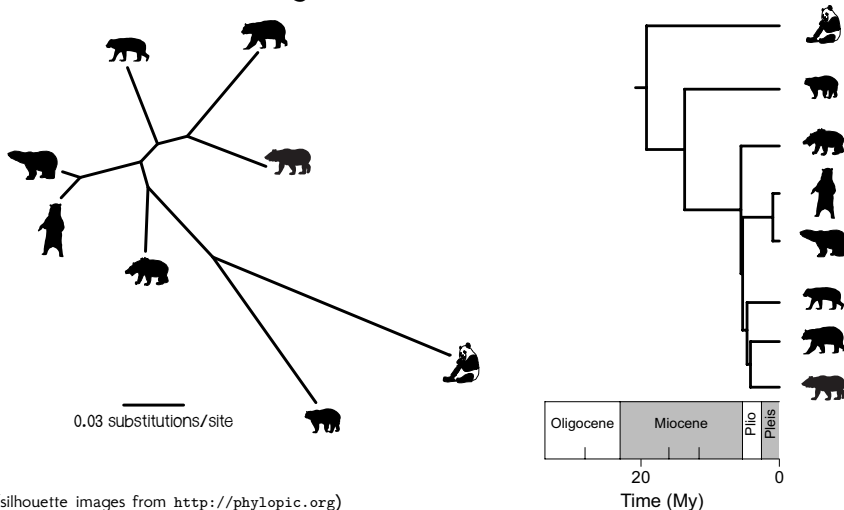 0.03 substitutions/site
silhouette images from http://phylopic.org)
Oligocene
Miocene
Plio
Pleis
20
0
Time (My)